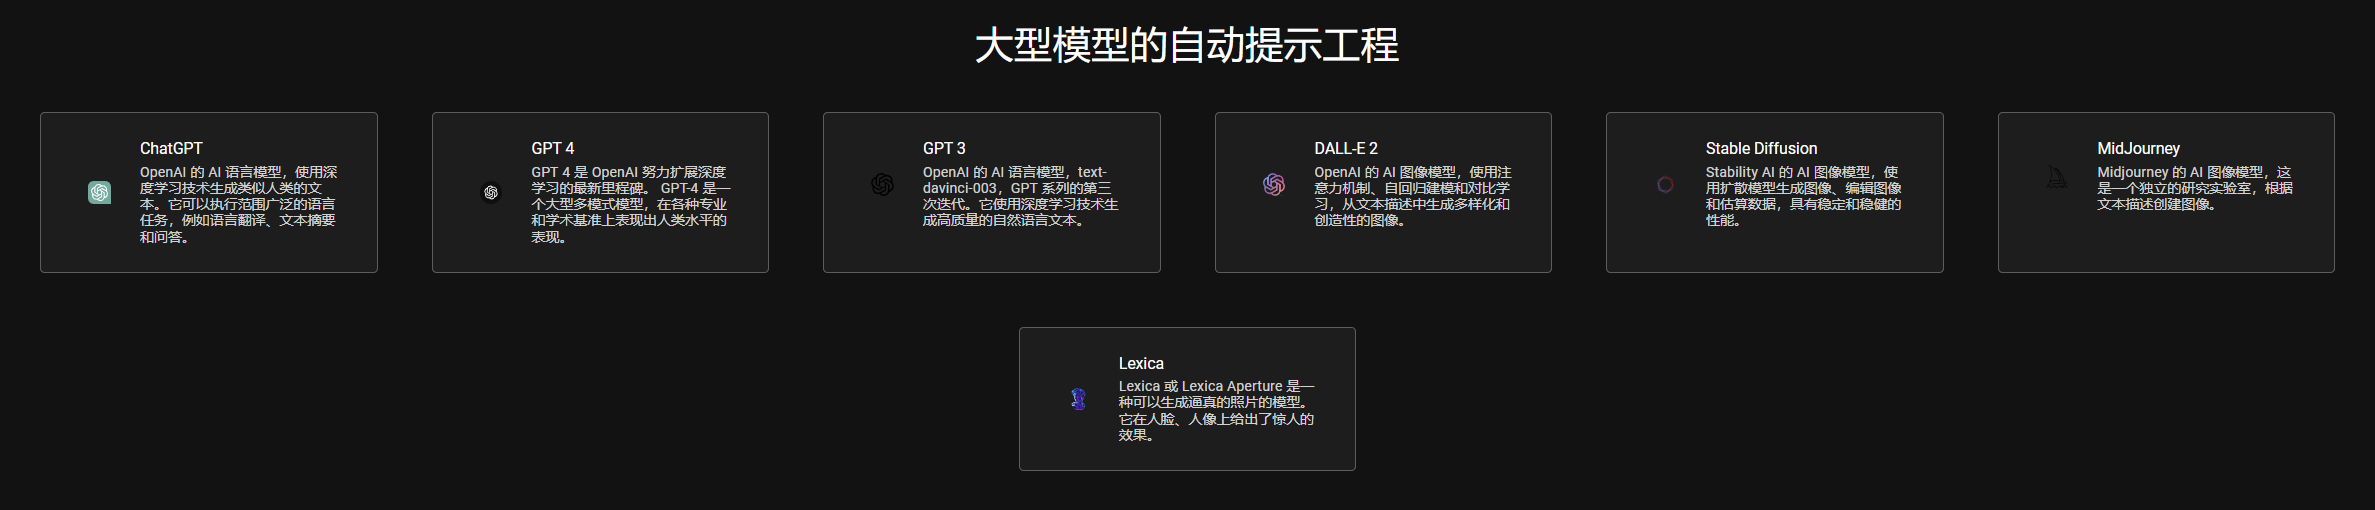 大型模型的自动提示工程
ChatGPT
OpenAI 的 AI 语言模型，使用深
度学习技术生成类似人类的文
本。它可以执行范围广泛的语言
任务，例如语言翻译、文本摘要
和问答。
GPT 4
GPT 4 是 OpenAI 努力扩展深度
学习的最新里程碑。 GPT-4 是一
个大型多模式模型，在各种专业
和学术基准上表现出人类水平的
表现。
GPT 3
OpenAI 的 AI 语言模型，text-
davinci-003，GPT 系列的第三
次迭代。它使用深度学习技术生
成高质量的自然语言文本。
DALL-E 2
OpenAI 的 AI 图像模型，使用注
意力机制、自回归建模和对比学
习，从文本描述中生成多样化和
创造性的图像。
Stable Diffusion
Stability AI 的 AI 图像模型，使
用扩散模型生成图像、编辑图像
和估算数据，具有稳定和稳健的
性能。
MidJourney
Midjourney 的 AI 图像模型，这
是一个独立的研究实验室，根据
文本描述创建图像。
Lexica
Lexica 或 Lexica Aperture 是一
种可以生成逼真的照片的模型。
它在人脸、人像上给出了惊人的
效果。